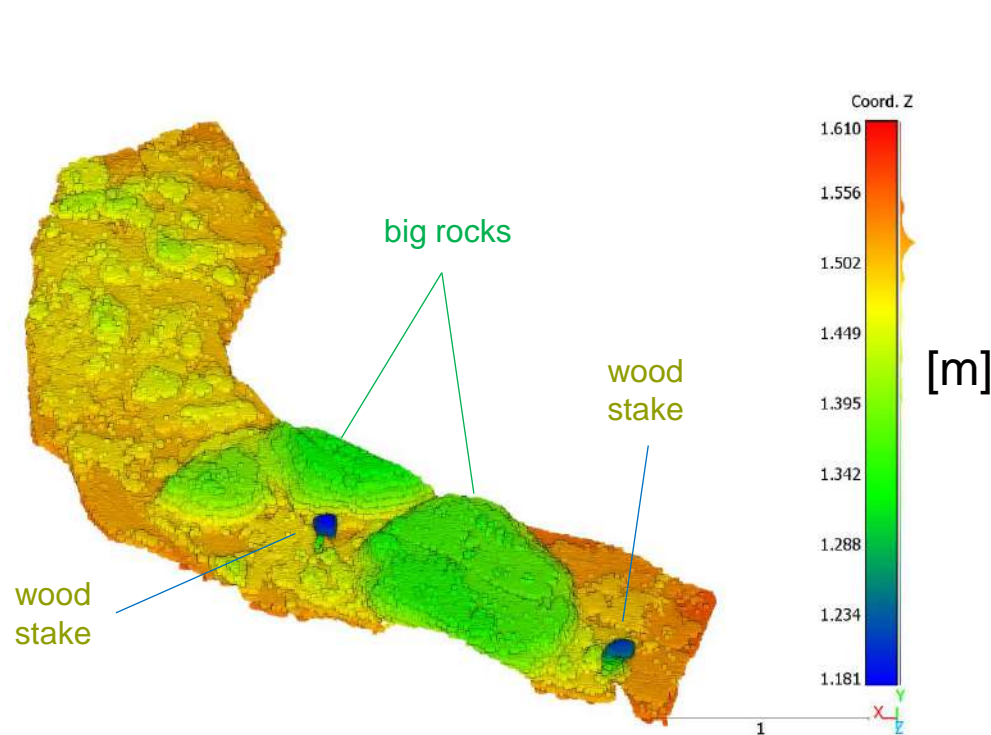 Coord. Z
1.610
1.556
1.502
1.449
1.395
1.342
1.288
1.234
1.181
[m]
big rocks
wood
stake
wood
stake
X
Y
Z
1